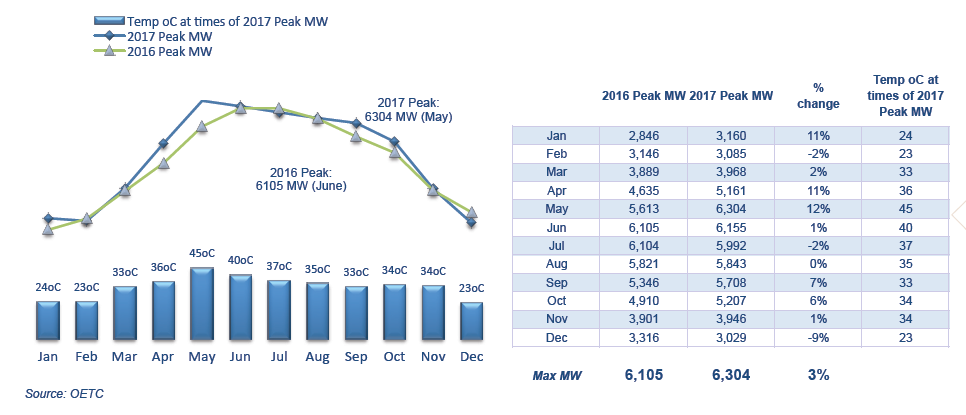 Temp oC at times of 2017 Peak MW
2017 Peak MW
2016 Peak MW
2017 Peak:
6304 MW (May)
2016 Peak:
6105 MW (June)
24oC 23oC 33oC 36oC 45oC 40oC 37oC 35oC 33oC 34oC 34oC 23oC
Jan Feb Mar Apr May Jun Jul Aug Sep Oct Nov Dec
Source: OETC
2016 Peak MW 2017 Peak MW % change Temp oC at times of 2017 Peak MW
Jan 2,846 3,160 11% 24
Feb 3,146 3,085 -2% 23
Mar 3,889 3,968 2% 33
Apr 4,635 5,161 11% 36
May 5,613 6,304 12% 45
Jun 6,105 6,155 1% 40
Jul 6,104 5,992 -2% 37
Aug 5,821 5,843 0% 35
Sep 5,346 5,708 7% 33
Oct 4,910 5,207 6% 34
Nov 3,901 3,946 1% 34
Dec 3,316 3,029 -9% 23
Max MW 6,105 6,304 3%